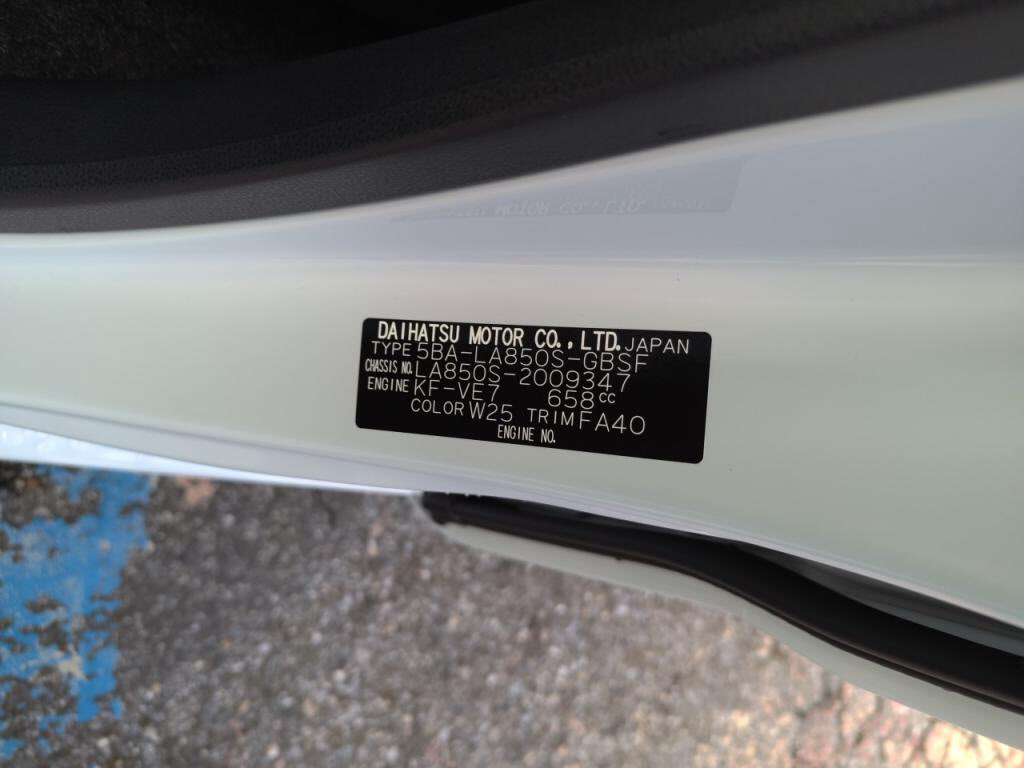 DAIHATSU MOTOR CO., LTD. JAPAN
TYPE 5BA-LA850S-GBSF
CHASSIS NO. LA850S-2009347
ENGINE KF-VE7 658cc
COLOR W25 TRIM FA40
ENGINE NO.